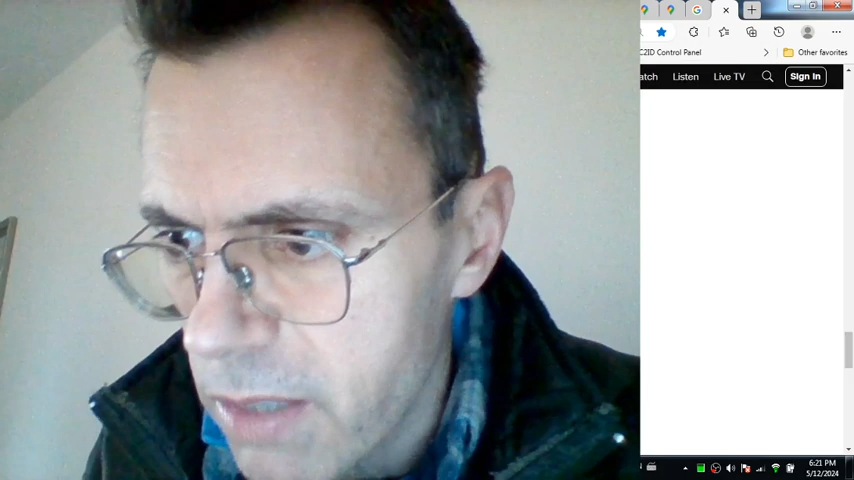 C2ID Control Panel
Other favorites
atch Listen Live TV Sign in
6:21 PM
5/12/2024